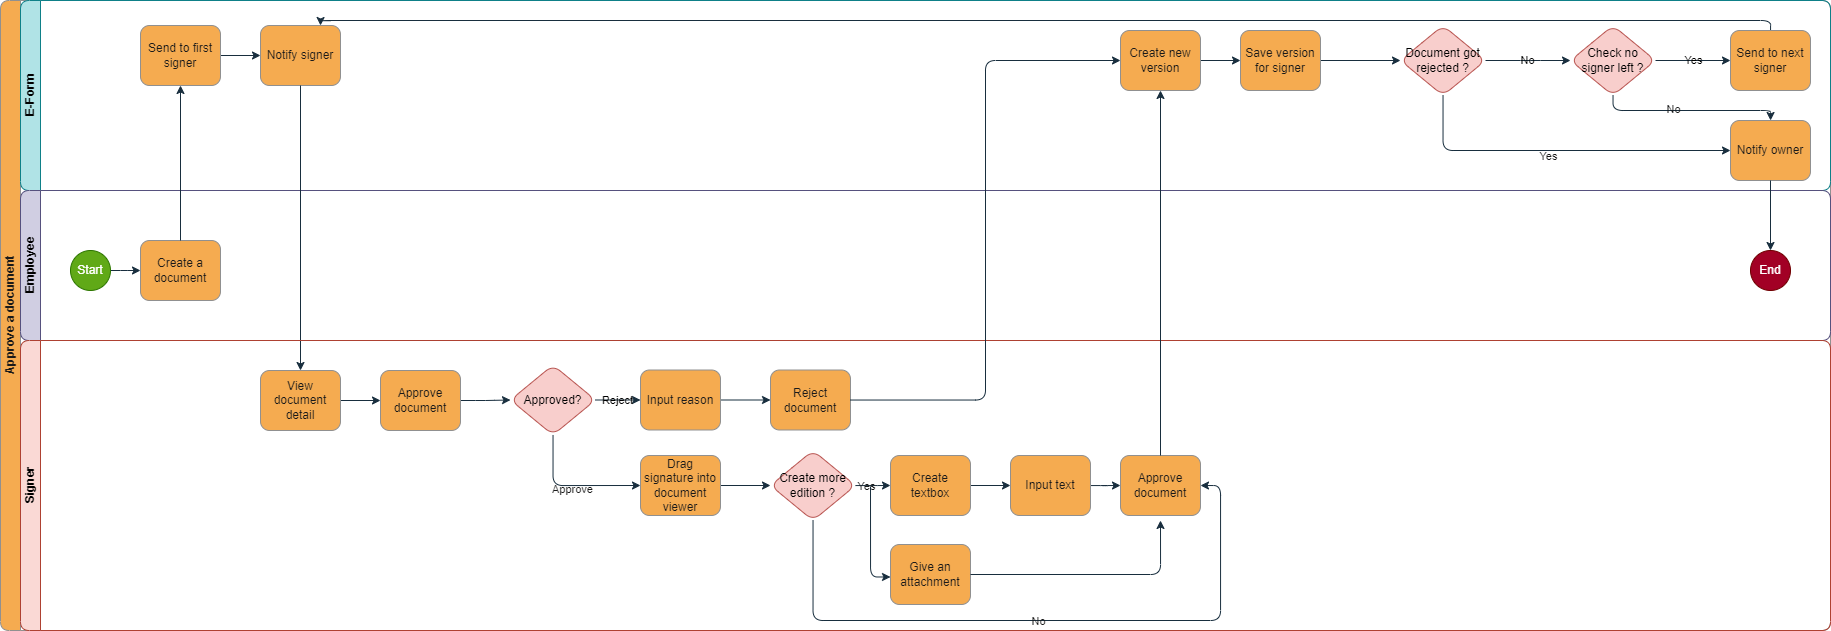 Approve a document
E-Form
Send to first
signer
Notify signer
Create new
version
Save version
for signer
Document got
rejected ?
No
Check no
signer left ?
Yes
Send to next
signer
No
Yes
Notify owner
Employee
Start
Create a
document
End
Signer
View
document
detail
Approve
document
Approved?
Reject
Input reason
Reject
document
Approve
Drag
signature into
document
viewer
Create more
edition ?
Yes
Create
textbox
Input text
Approve
document
Give an
attachment
No